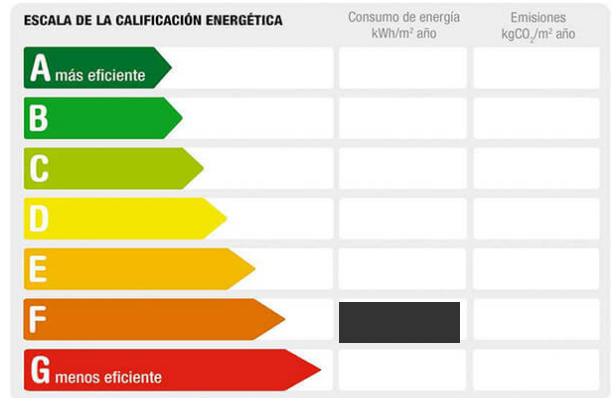 ESCALA DE LA CALIFICACIÓN ENERGÉTICA
Consumo de energía
kWh/m² año
Emisiones
kgCO₂/m² año
A más eficiente
B
C
D
E
F
G menos eficiente